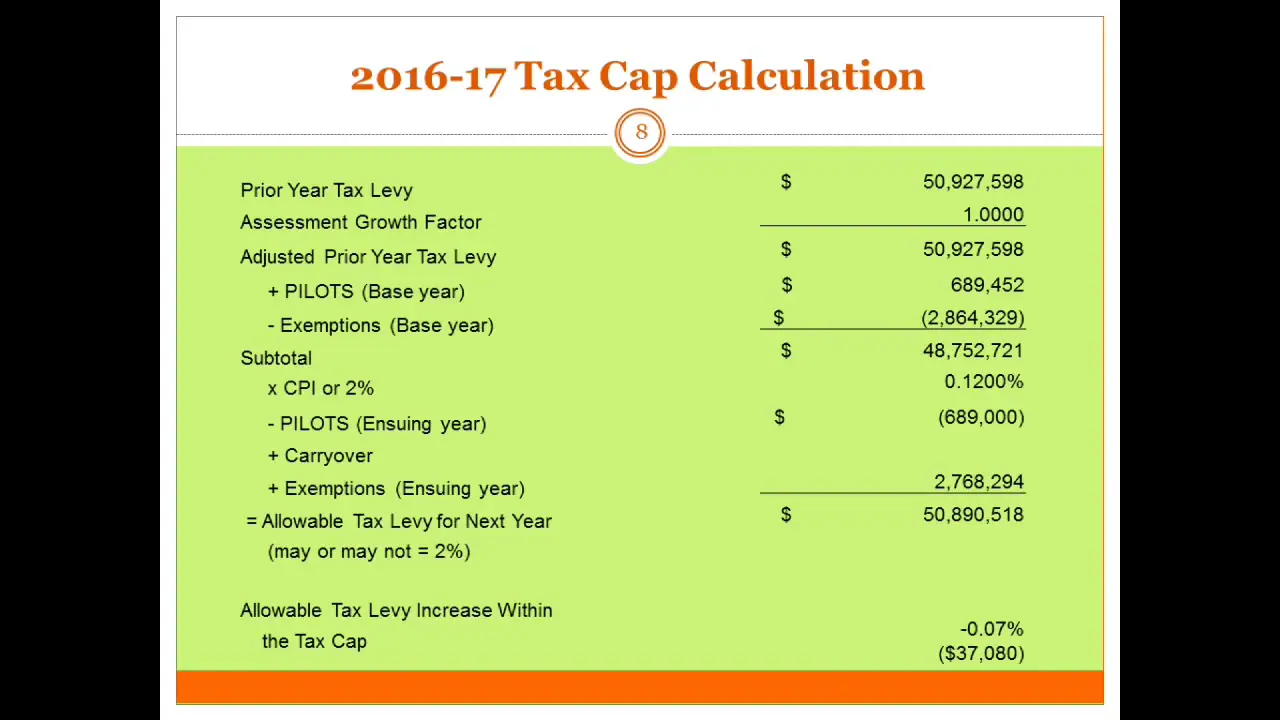 2016-17 Tax Cap Calculation
8
Prior Year Tax Levy $ 50,927,598
Assessment Growth Factor 1.0000
Adjusted Prior Year Tax Levy $ 50,927,598
+ PILOTS (Base year) $ 689,452
- Exemptions (Base year) $ (2,864,329)
Subtotal $ 48,752,721
x CPI or 2% 0.1200%
- PILOTS (Ensuing year) $ (689,000)
+ Carryover
+ Exemptions (Ensuing year) 2,768,294
= Allowable Tax Levy for Next Year $ 50,890,518
(may or may not = 2%)
Allowable Tax Levy Increase Within
the Tax Cap -0.07%
($37,080)